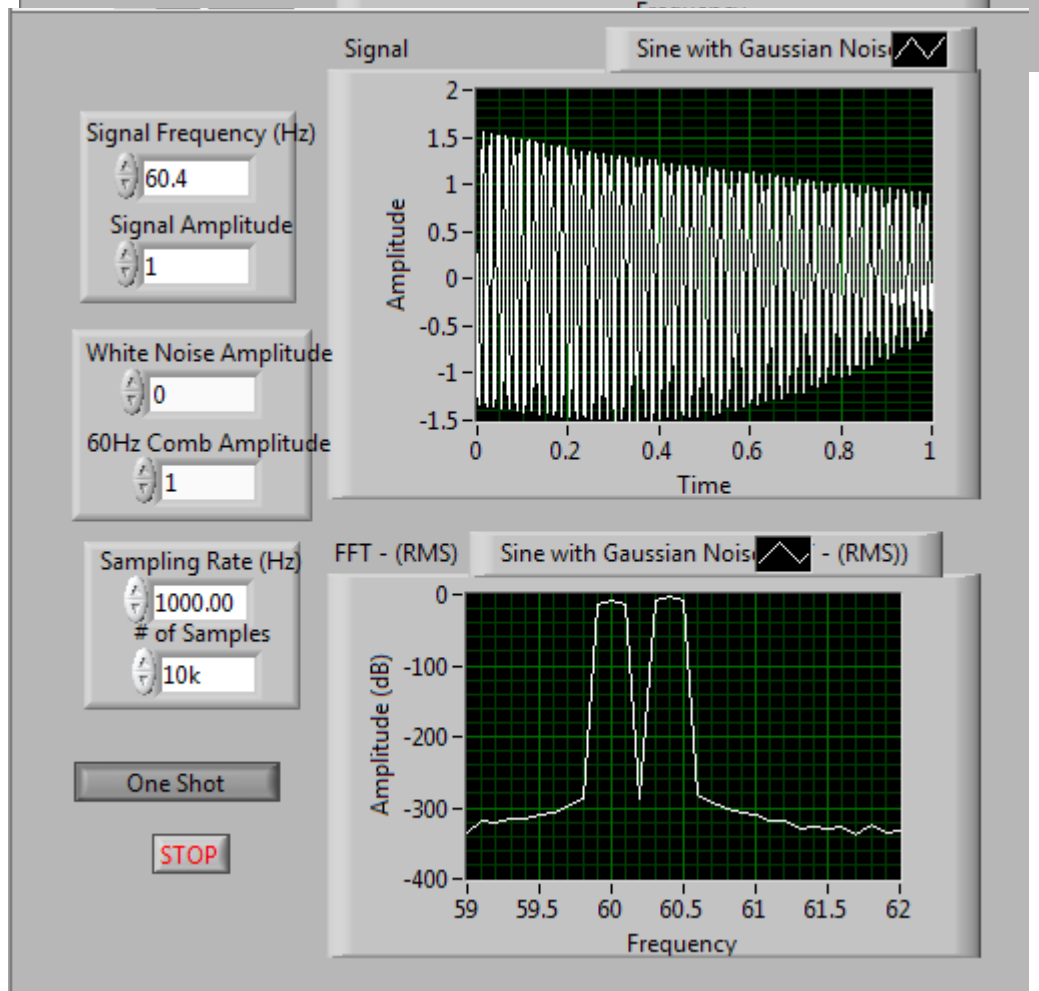 Frequency
Signal
Sine with Gaussian Nois
Signal Frequency (Hz)
60.4
Signal Amplitude
1
White Noise Amplitude
0
60Hz Comb Amplitude
1
Sampling Rate (Hz)
1000.00
# of Samples
10k
One Shot
STOP
2
1.5
1
0.5
0
-0.5
-1
-1.5
Amplitude
0 0.2 0.4 0.6 0.8 1
Time
FFT - (RMS)
Sine with Gaussian Nois - (RMS))
0
-100
-200
-300
-400
Amplitude (dB)
59 59.5 60 60.5 61 61.5 62
Frequency